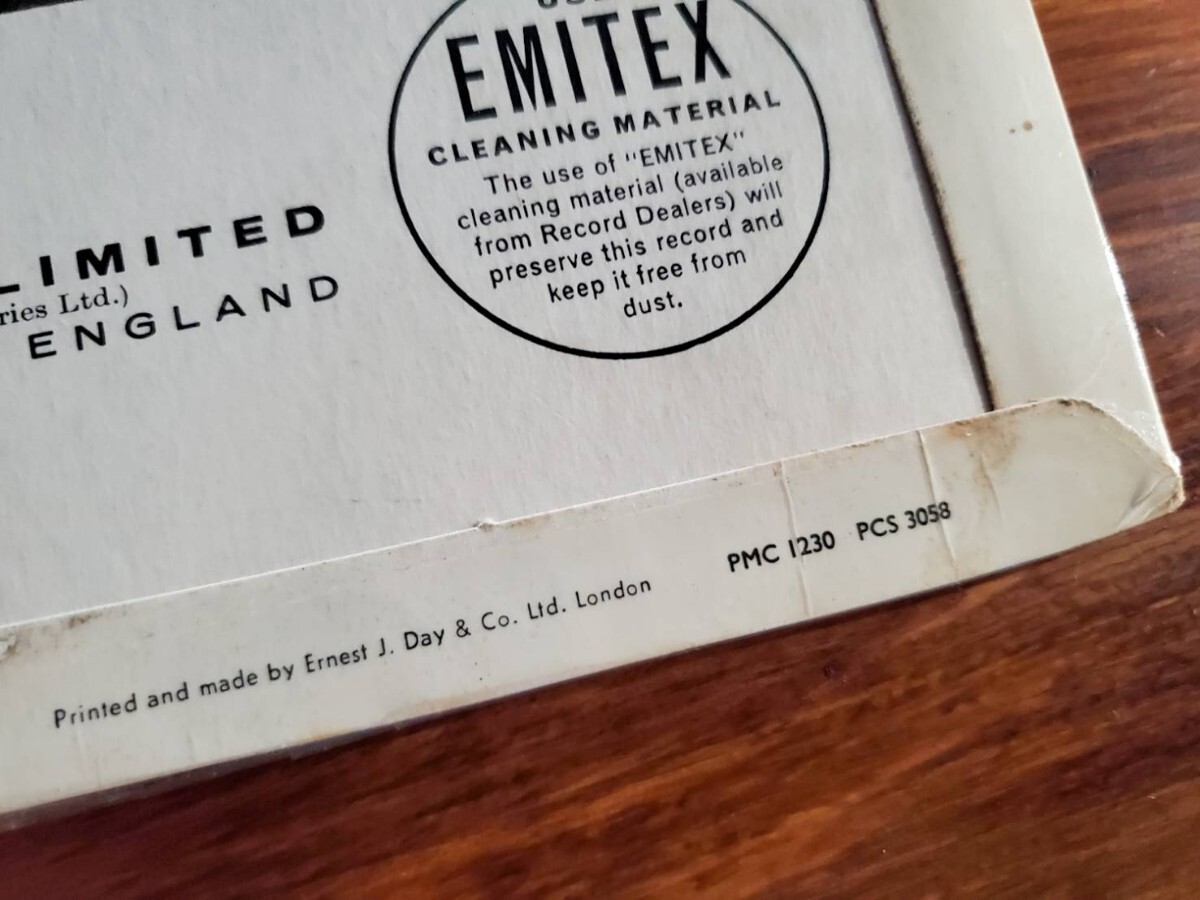 EMITEX
CLEANING MATERIAL
The use of "EMITEX"
cleaning material (available
from Record Dealers) will
preserve this record and
keep it free from
dust.
LIMITED
ries Ltd.)
ENGLAND
Printed and made by Ernest J. Day & Co. Ltd. London
PMC 1230 PCS 3058